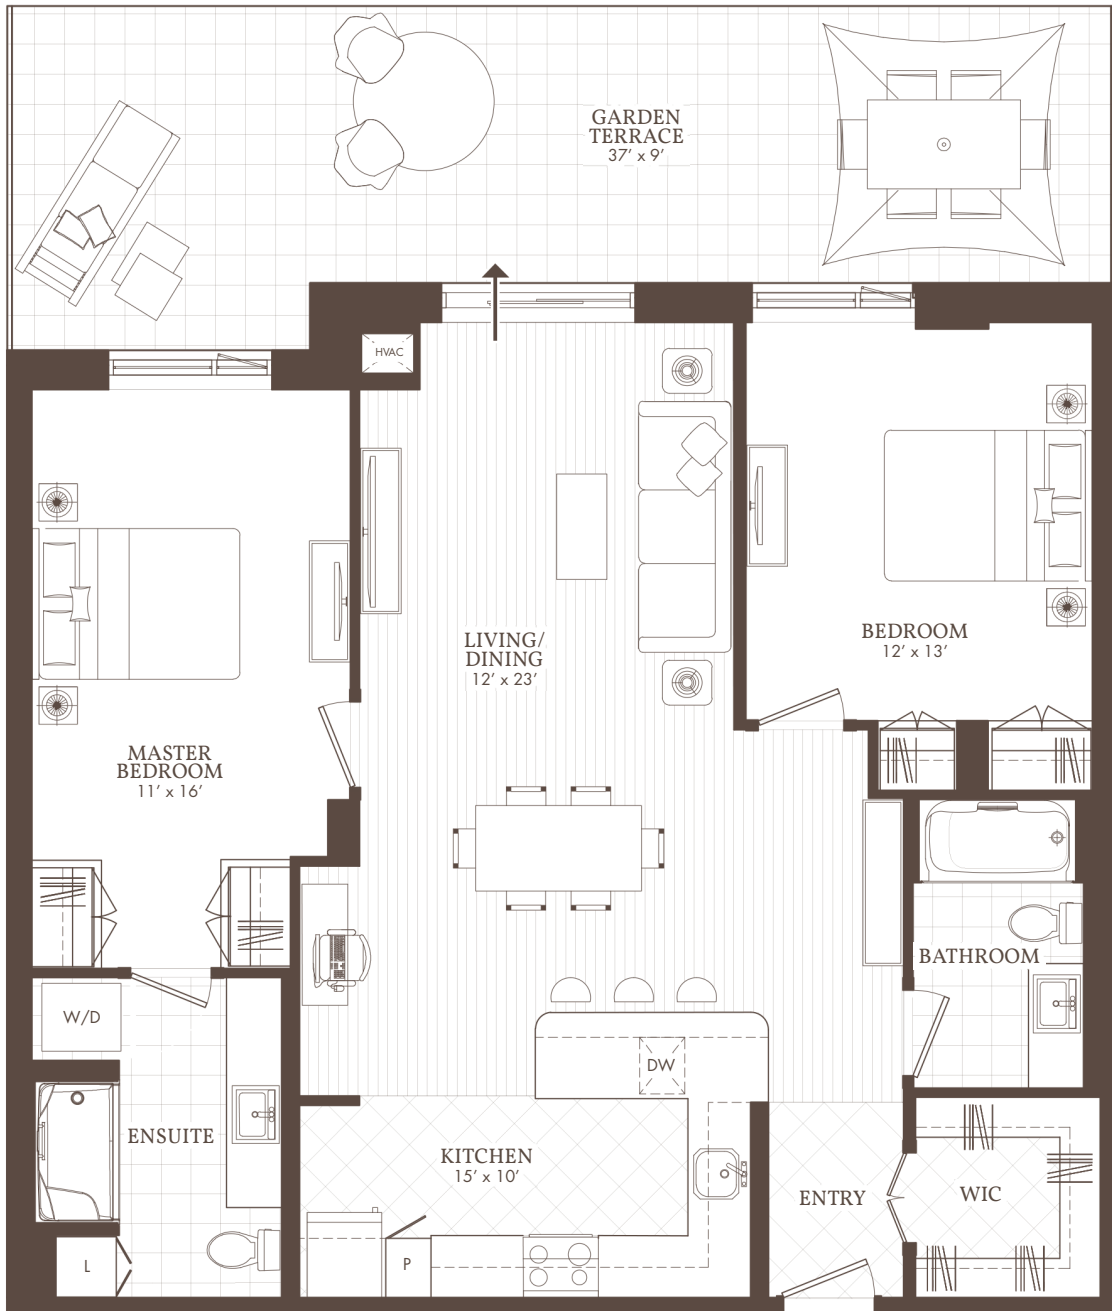 GARDEN
TERRACE
37’ x 9’
HVAC
LIVING/
DINING
12’ x 23’
BEDROOM
12’ x 13’
MASTER
BEDROOM
11’ x 16’
BATHROOM
W/D
DW
ENSUITE
KITCHEN
15’ x 10’
ENTRY
WIC
L
P